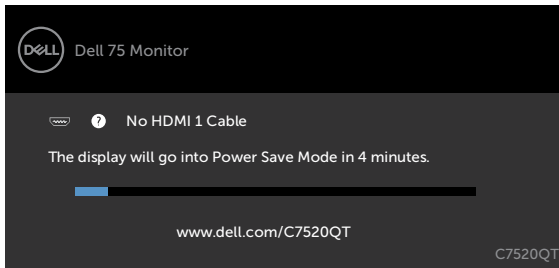 DELL
Dell 75 Monitor
? No HDMI 1 Cable
The display will go into Power Save Mode in 4 minutes.
www.dell.com/C7520QT
C7520QT